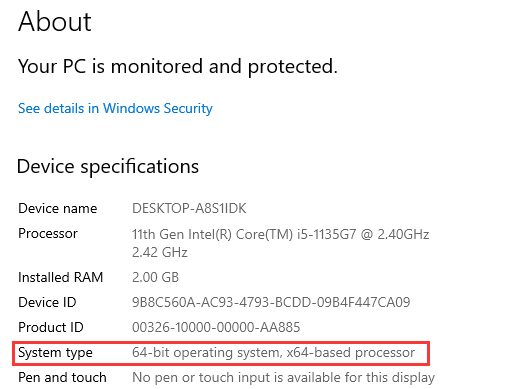 About
Your PC is monitored and protected.
See details in Windows Security
Device specifications
Device name DESKTOP-A8S1IDK
Processor 11th Gen Intel(R) Core(TM) i5-1135G7 @ 2.40GHz
2.42 GHz
Installed RAM 2.00 GB
Device ID 9B8C560A-AC93-4793-BCDD-09B4F447CA09
Product ID 00326-10000-00000-AA885
System type 64-bit operating system, x64-based processor
Pen and touch No pen or touch input is available for this display